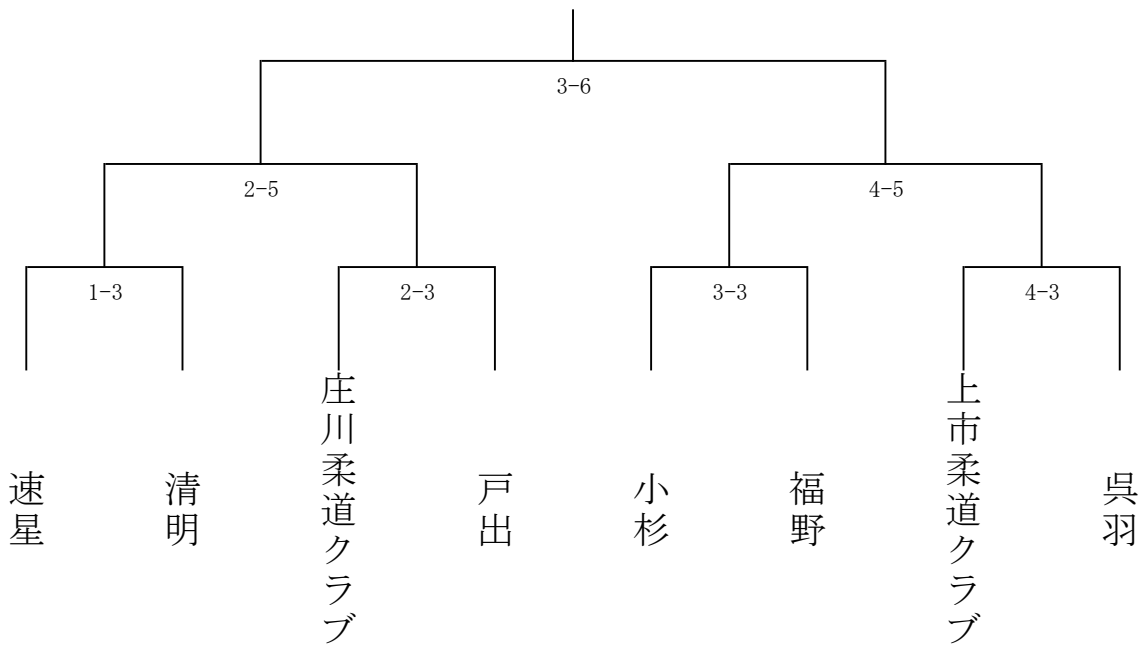 3-6
2-5
4-5
1-3
2-3
3-3
4-3
速星
清明
庄川柔道クラブ
戸出
小杉
福野
上市柔道クラブ
呉羽